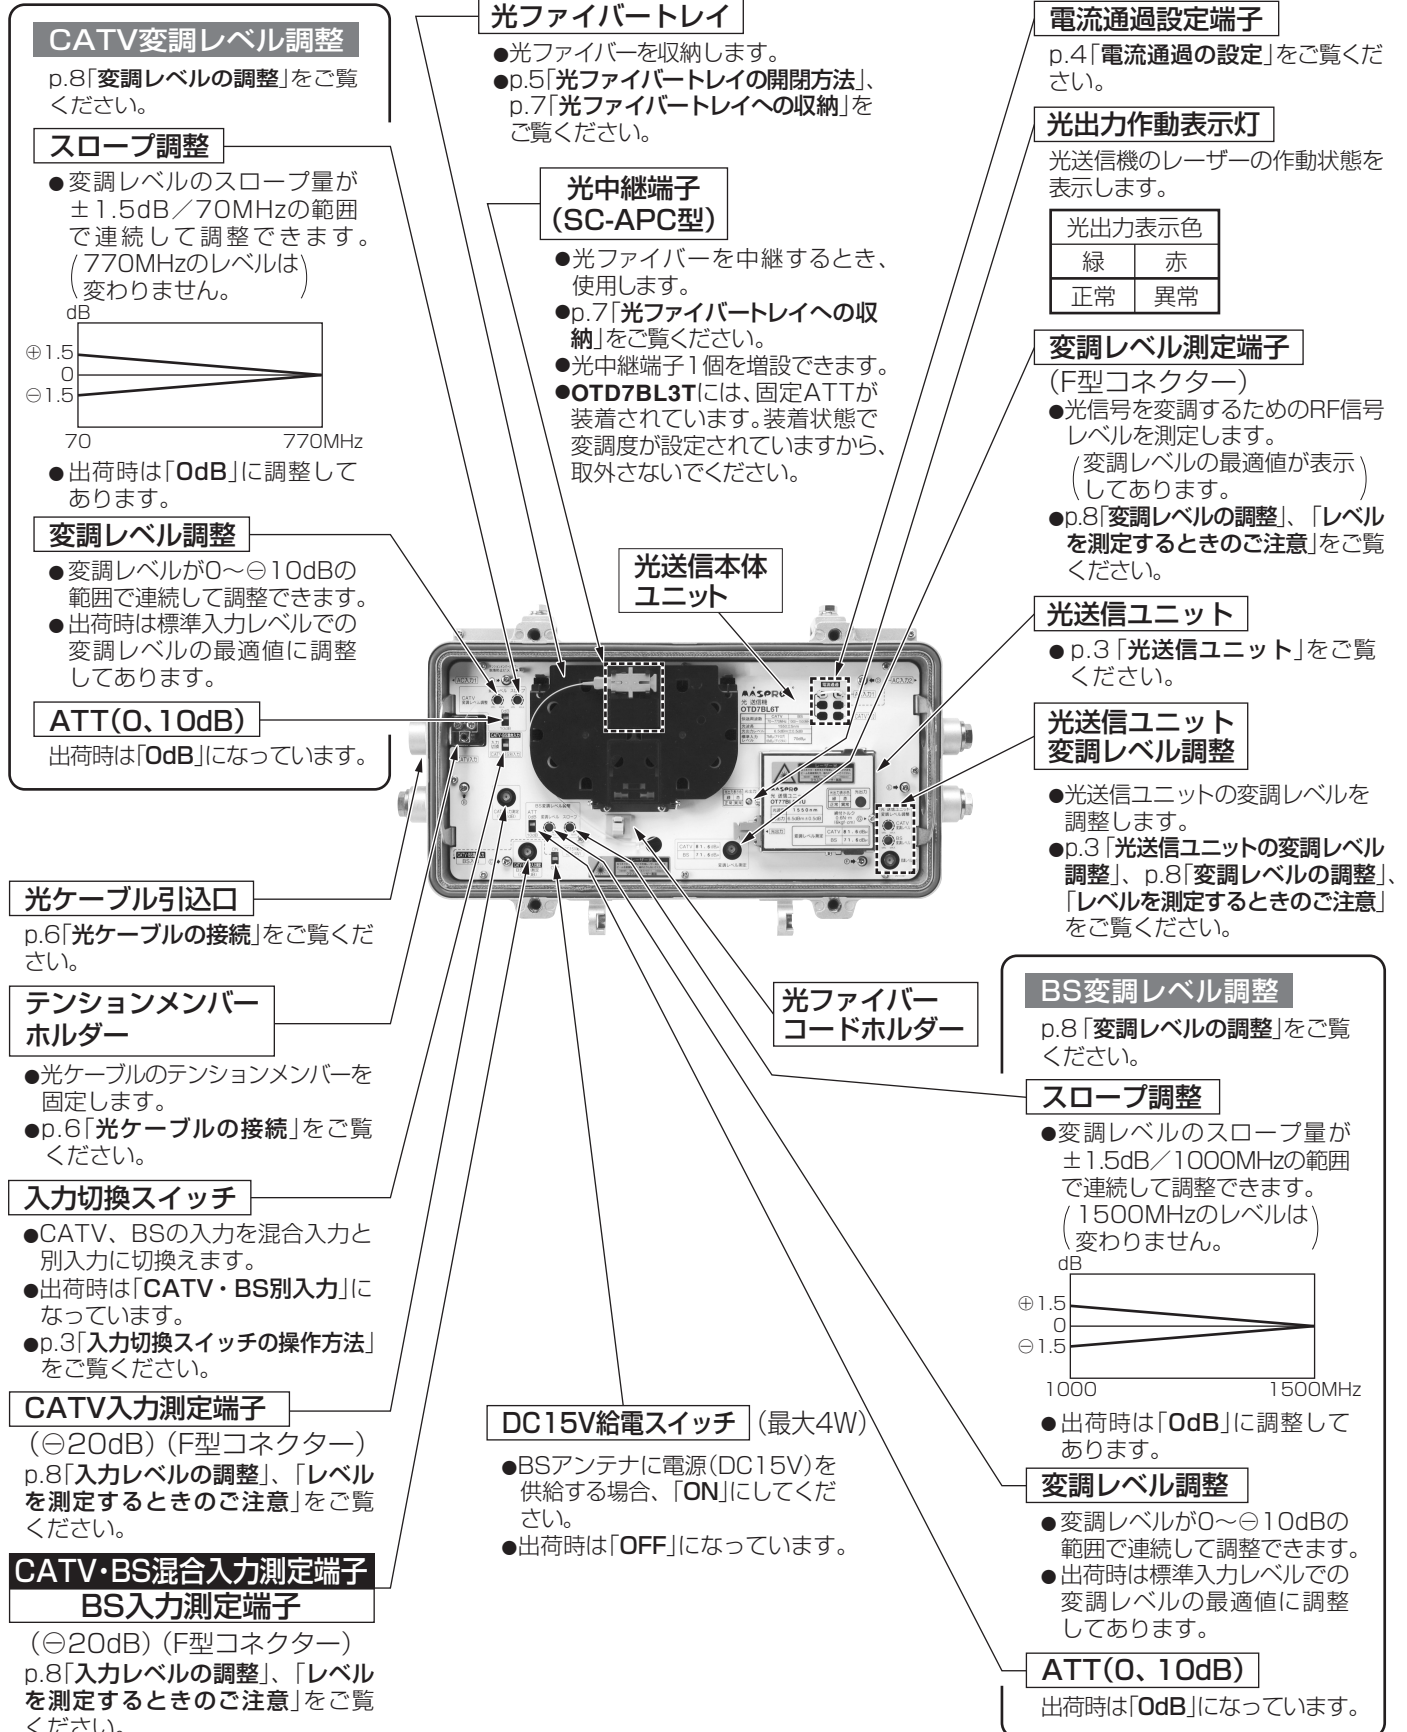 CATV変調レベル調整
p.8「変調レベルの調整」をご覧
ください。
スロープ調整
●変調レベルのスロープ量が
±1.5dB／70MHzの範囲
で連続して調整できます。
(770MHzのレベルは
変わりません。)
dB
⊕1.5
0
⊖1.5
70 770MHz
●出荷時は「0dB」に調整して
あります。
変調レベル調整
●変調レベルが0〜⊖10dBの
範囲で連続して調整できます。
●出荷時は標準入力レベルでの
変調レベルの最適値に調整
してあります。
ATT(0、10dB)
出荷時は「0dB」になっています。
光ケーブル引込口
p.6「光ケーブルの接続」をご覧くだ
さい。
テンションメンバー
ホルダー
●光ケーブルのテンションメンバーを
固定します。
●p.6「光ケーブルの接続」をご覧
ください。
入力切換スイッチ
●CATV、BSの入力を混合入力と
別入力に切換えます。
●出荷時は「CATV・BS別入力」に
なっています。
●p.3「入力切換スイッチの操作方法」
をご覧ください。
CATV入力測定端子
(⊖20dB)(F型コネクター)
p.8「入力レベルの調整」、「レベル
を測定するときのご注意」をご覧
ください。
CATV･BS混合入力測定端子
BS入力測定端子
(⊖20dB)(F型コネクター)
p.8「入力レベルの調整」、「レベル
を測定するときのご注意」をご覧
ください。
光ファイバートレイ
●光ファイバーを収納します。
●p.5「光ファイバートレイの開閉方法」、
p.7「光ファイバートレイへの収納」を
ご覧ください。
光中継端子
(SC-APC型)
●光ファイバーを中継するとき、
使用します。
●p.7「光ファイバートレイへの収
納」をご覧ください。
●光中継端子1個を増設できます。
●OTD7BL3Tには、固定ATTが
装着されています。装着状態で
変調度が設定されていますから、
取外さないでください。
光送信本体
ユニット
MASPRO
光 送信機
OTD7BL6T
光ファイバー
コードホルダー
DC15V給電スイッチ (最大4W)
●BSアンテナに電源(DC15V)を
供給する場合、「ON」にしてくだ
さい。
●出荷時は「OFF」になっています。
電流通過設定端子
p.4「電流通過の設定」をご覧くだ
さい。
光出力作動表示灯
光送信機のレーザーの作動状態を
表示します。
光出力表示色
緑 赤
正常 異常
変調レベル測定端子
(F型コネクター)
●光信号を変調するためのRF信号
レベルを測定します。
(変調レベルの最適値が表示
してあります。)
●p.8「変調レベルの調整」、「レベル
を測定するときのご注意」をご覧
ください。
光送信ユニット
●p.3「光送信ユニット」をご覧
ください。
光送信ユニット
変調レベル調整
●光送信ユニットの変調レベルを
調整します。
●p.3「光送信ユニットの変調レベル
調整」、p.8「変調レベルの調整」、
「レベルを測定するときのご注意」
をご覧ください。
BS変調レベル調整
p.8「変調レベルの調整」をご覧
ください。
スロープ調整
●変調レベルのスロープ量が
±1.5dB／1000MHzの範囲
で連続して調整できます。
(1500MHzのレベルは
変わりません。)
dB
⊕1.5
0
⊖1.5
1000 1500MHz
●出荷時は「0dB」に調整して
あります。
変調レベル調整
●変調レベルが0〜⊖10dBの
範囲で連続して調整できます。
●出荷時は標準入力レベルでの
変調レベルの最適値に調整
してあります。
ATT(0、10dB)
出荷時は「0dB」になっています。